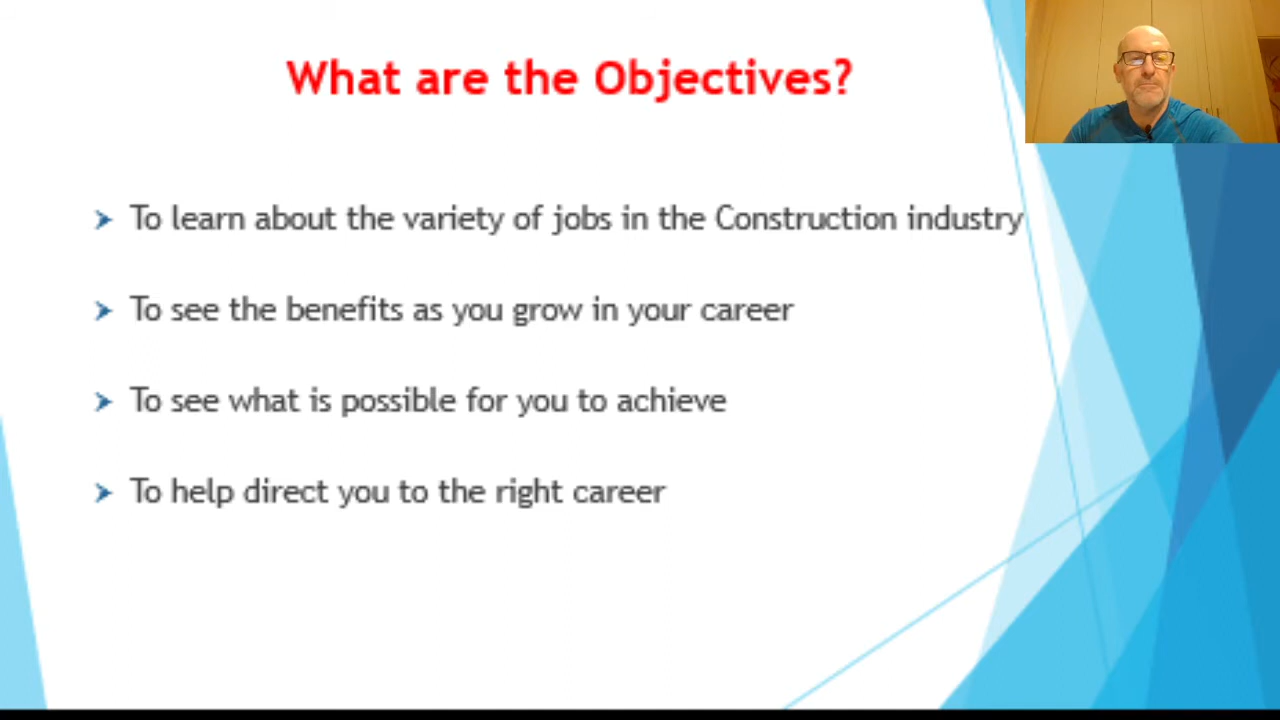 What are the Objectives?
To learn about the variety of jobs in the Construction industry
To see the benefits as you grow in your career
To see what is possible for you to achieve
To help direct you to the right career